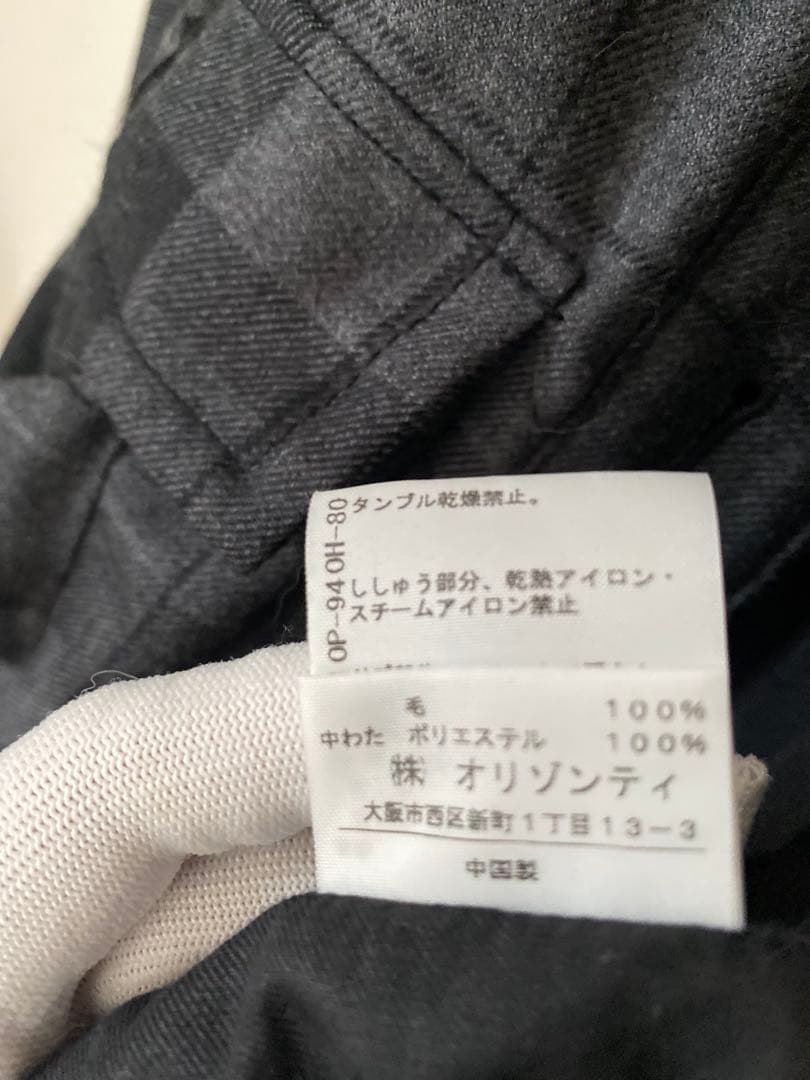 タンブル乾燥禁止。
ししゅう部分、乾熱アイロン・
スチームアイロン禁止
OP-94 OH-80
毛 100%
中わた ポリエステル 100%
㈱ オリゾンティ
大阪市西区新町1丁目13-3
中国製